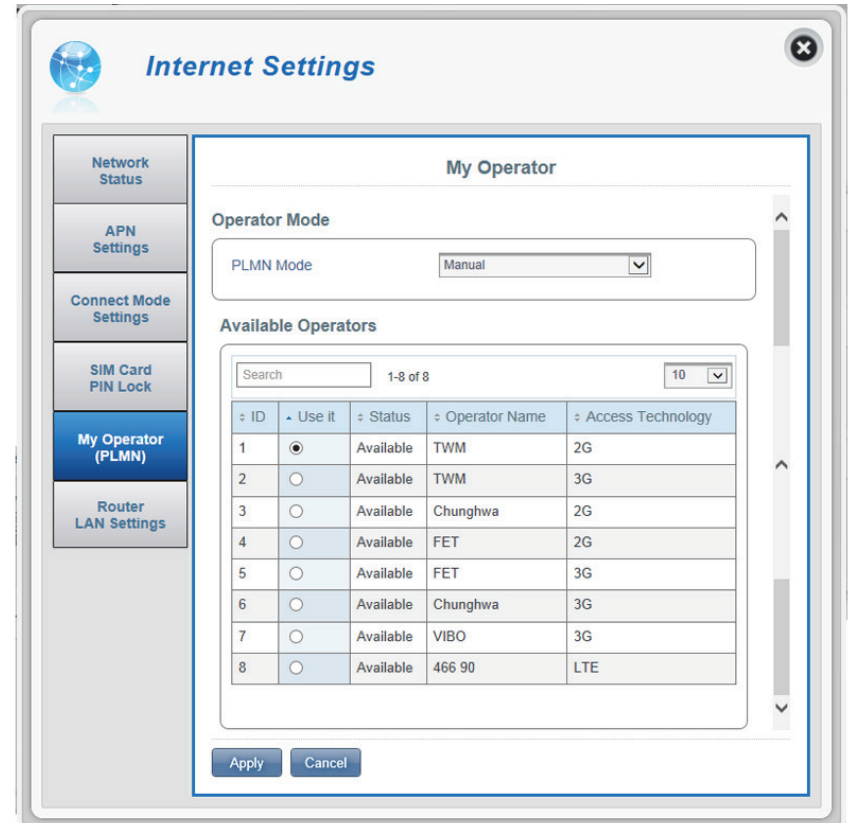 Internet Settings
Network
Status
APN
Settings
Connect Mode
Settings
SIM Card
PIN Lock
My Operator
(PLMN)
Router
LAN Settings
My Operator
Operator Mode
PLMN Mode Manual
Available Operators
Search 1-8 of 8 10
ID Use it Status Operator Name Access Technology
1 Available TWM 2G
2 Available TWM 3G
3 Available Chunghwa 2G
4 Available FET 2G
5 Available FET 3G
6 Available Chunghwa 3G
7 Available VIBO 3G
8 Available 466 90 LTE
Apply Cancel